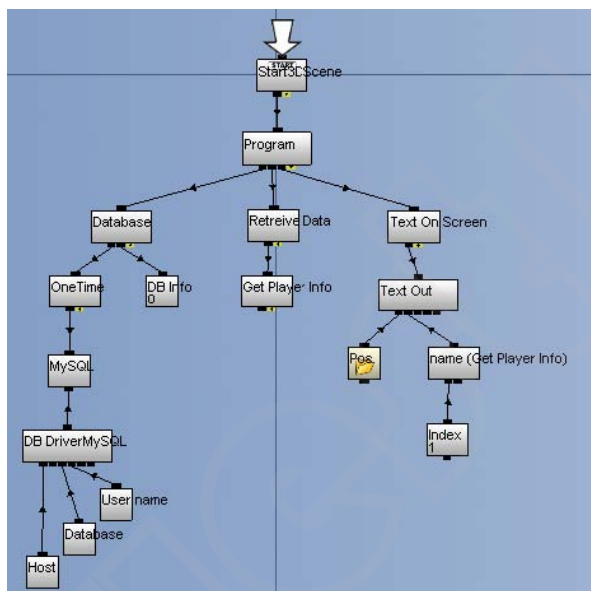 START
Start3DScene
Program
Database
Retreive Data
Text On Screen
OneTime
DB Info
0
Get Player Info
Text Out
MySQL
Pos
name (Get Player Info)
DB DriverMySQL
Index
1
User name
Database
Host